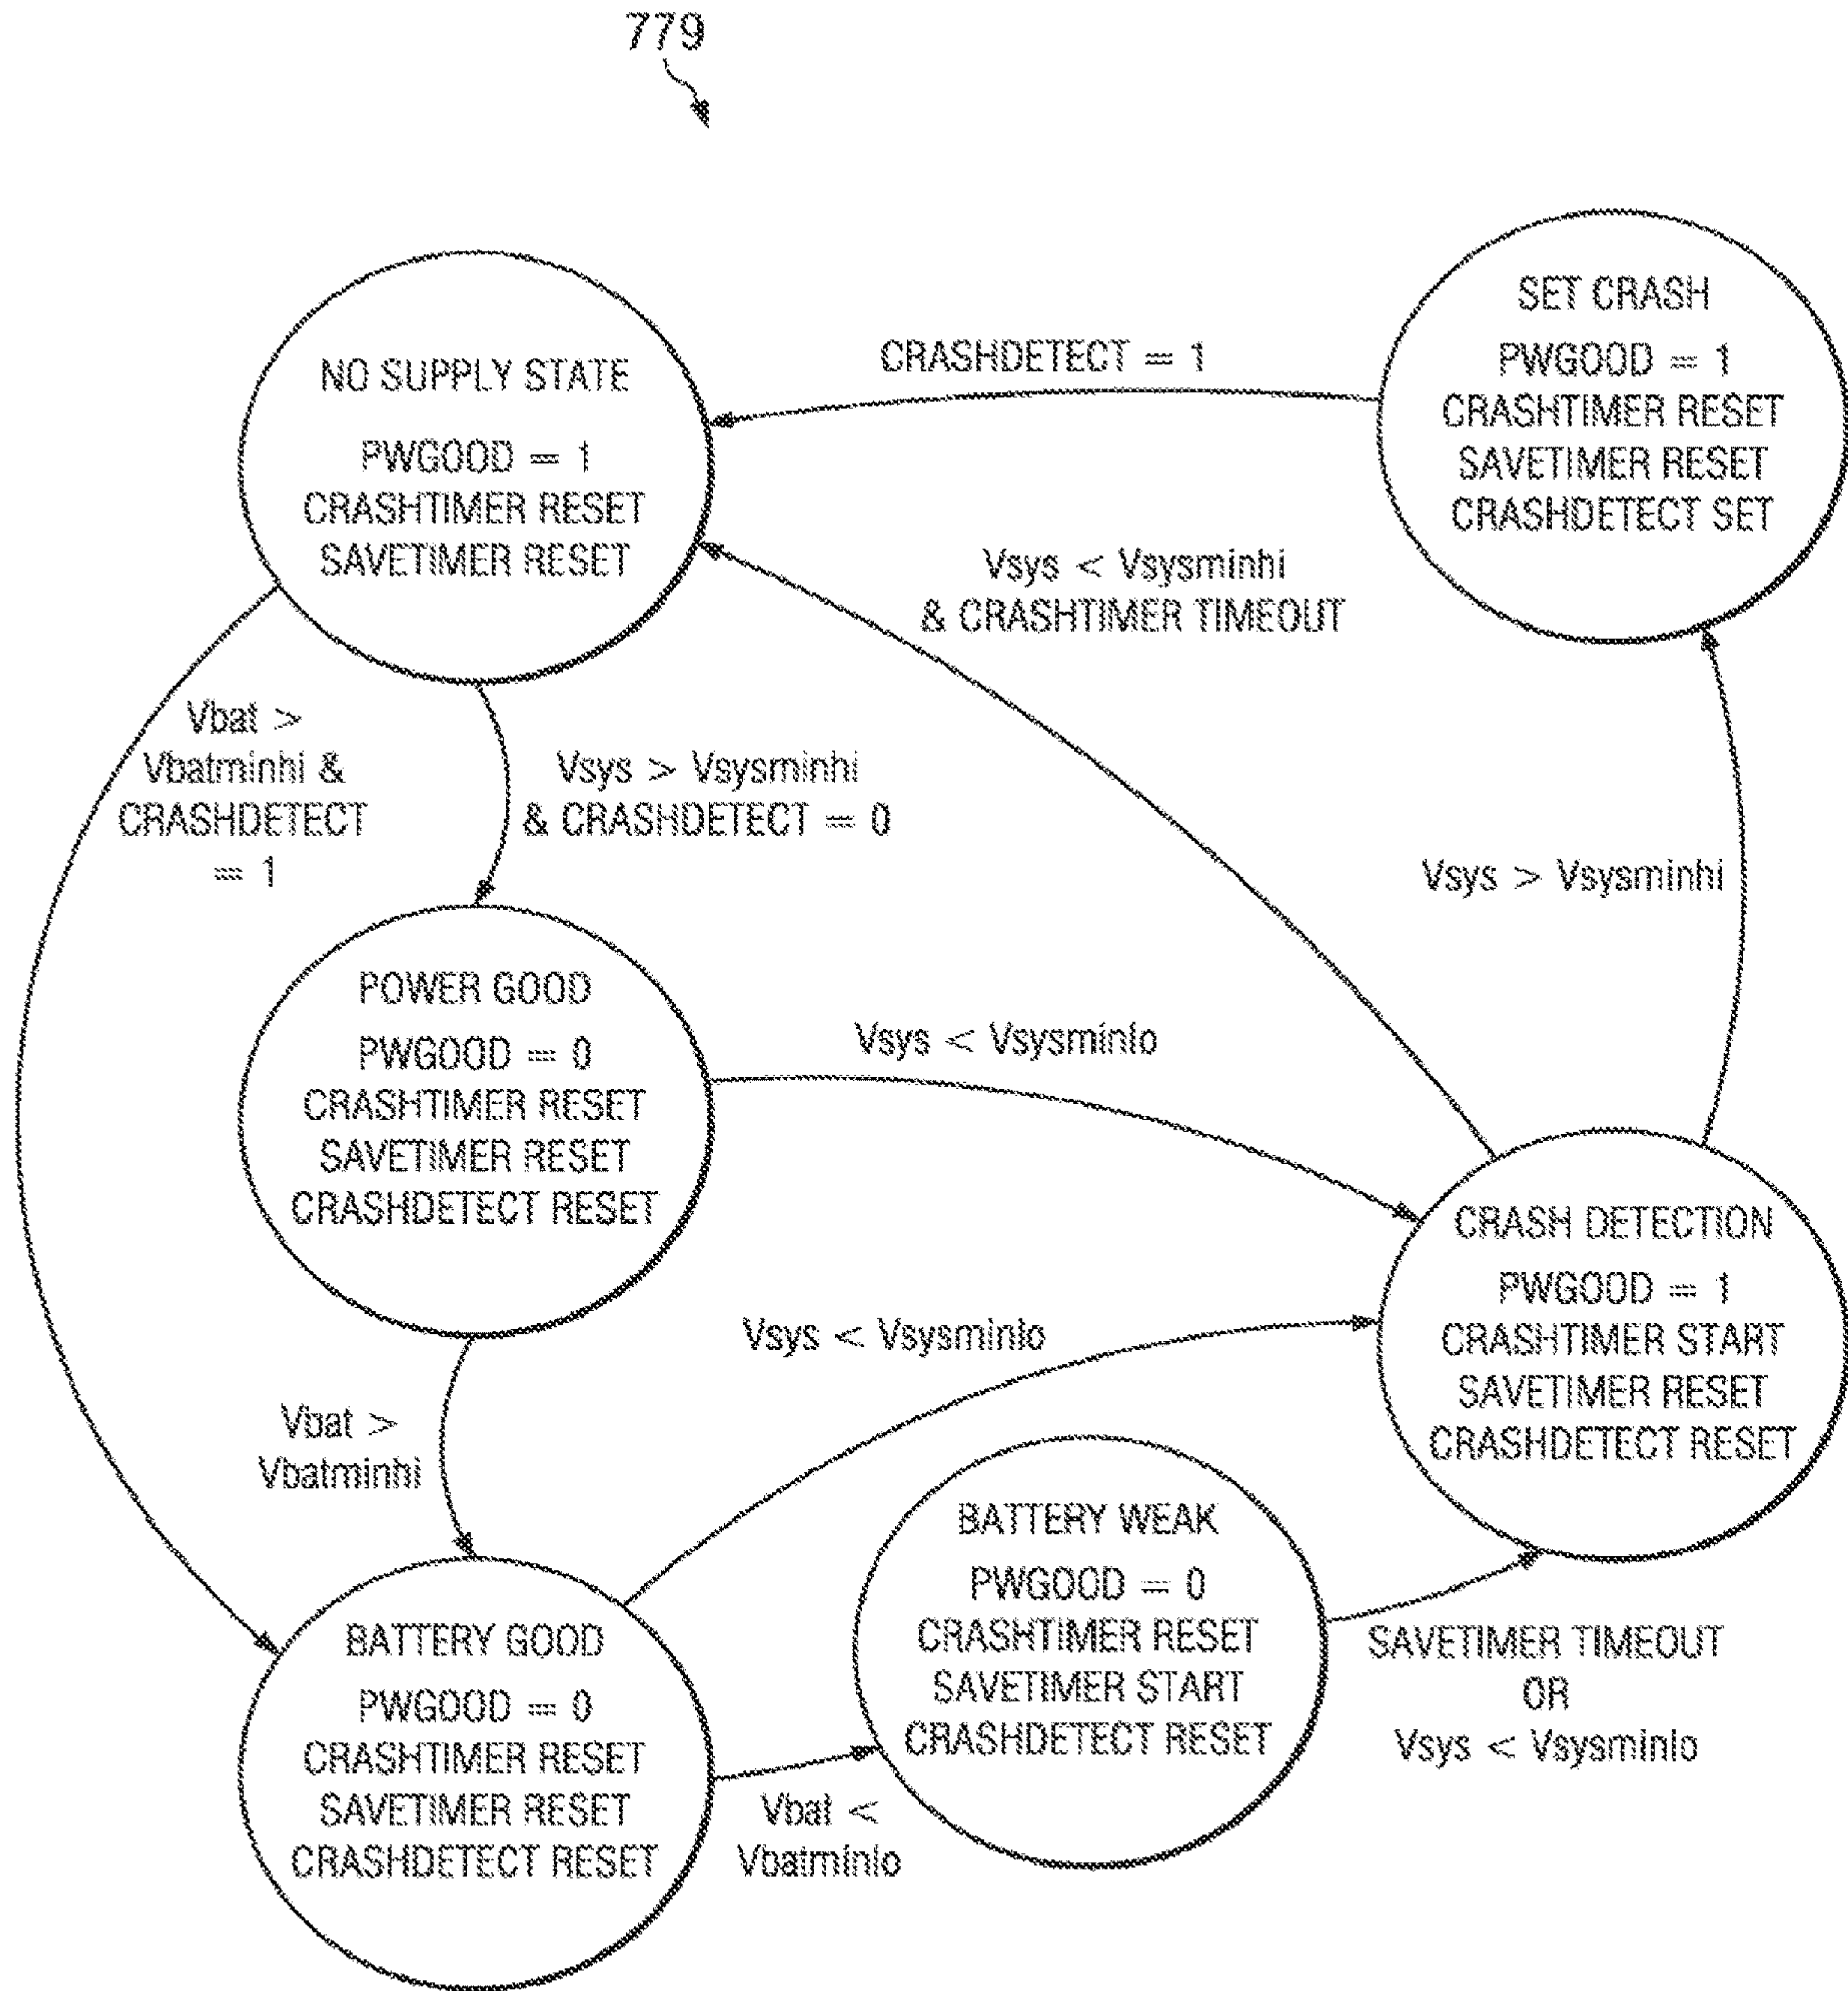 779
NO SUPPLY STATE
PWGOOD = 1
CRASHTIMER RESET
SAVETIMER RESET
CRASHDETECT = 1
SET CRASH
PWGOOD = 1
CRASHTIMER RESET
SAVETIMER RESET
CRASHDETECT SET
Vsys < Vsysminhi
& CRASHTIMER TIMEOUT
Vbat >
Vbatminhi &
CRASHDETECT
= 1
Vsys > Vsysminhi
& CRASHDETECT = 0
Vsys > Vsysminhi
POWER GOOD
PWGOOD = 0
CRASHTIMER RESET
SAVETIMER RESET
CRASHDETECT RESET
Vsys < Vsysminlo
CRASH DETECTION
PWGOOD = 1
CRASHTIMER START
SAVETIMER RESET
CRASHDETECT RESET
Vsys < Vsysminlo
Vbat >
Vbatminhi
BATTERY WEAK
PWGOOD = 0
CRASHTIMER RESET
SAVETIMER START
CRASHDETECT RESET
SAVETIMER TIMEOUT
OR
Vsys < Vsysminlo
BATTERY GOOD
PWGOOD = 0
CRASHTIMER RESET
SAVETIMER RESET
CRASHDETECT RESET
Vbat <
Vbatminlo